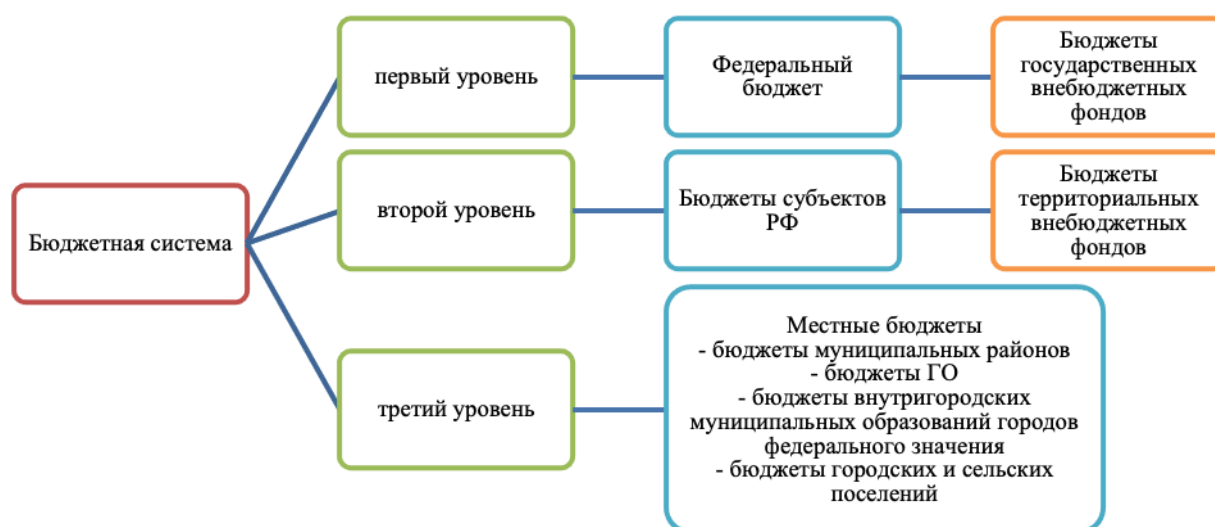 Бюджетная система
первый уровень
Федеральный
бюджет
Бюджеты
государственных
внебюджетных
фондов
второй уровень
Бюджеты субъектов
РФ
Бюджеты
территориальных
внебюджетных
фондов
третий уровень
Местные бюджеты
- бюджеты муниципальных районов
- бюджеты ГО
- бюджеты внутригородских
муниципальных образований городов
федерального значения
- бюджеты городских и сельских
поселений